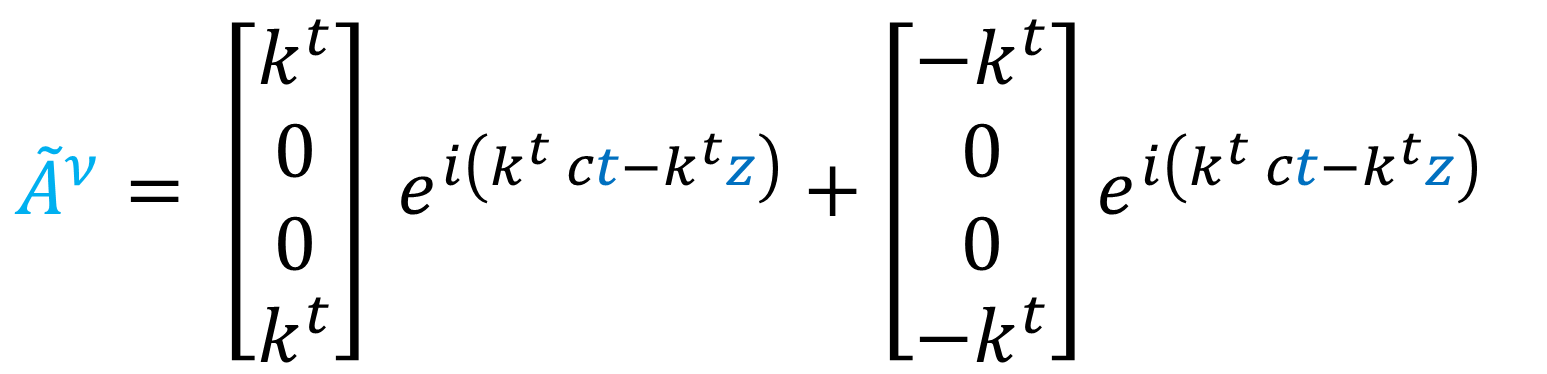 Ã^ν = [k^t 0 0 k^t] e^{i(k^t ct−k^t z)} + [−k^t 0 0 −k^t] e^{i(k^t ct−k^t z)}